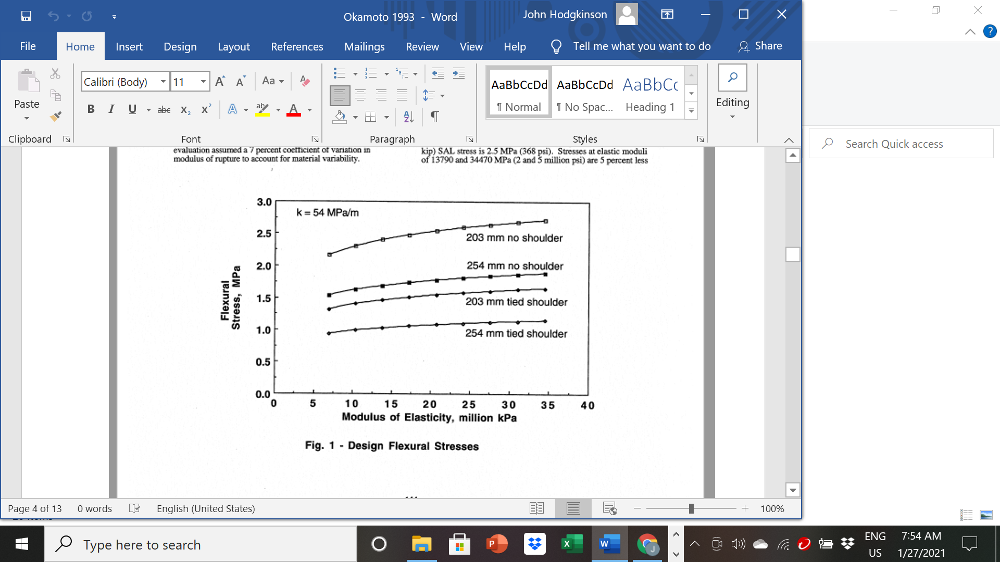 Okamoto 1993 - Word
John Hodgkinson
File Home Insert Design Layout References Mailings Review View Help Tell me what you want to do Share
Calibri (Body) 11 Aa
Paste
B I U abc X2 X2 A ab A
AaBbCcDd AaBbCcDd AaBbCc
¶ Normal ¶ No Spac... Heading 1
Editing
Clipboard Font Paragraph Styles
Search Quick access
evaluation assumed a 7 percent coefficient of variation in
modulus of rupture to account for material variability.
kip) SAL stress is 2.5 MPa (368 psi). Stresses at elastic moduli
of 13790 and 34470 MPa (2 and 5 million psi) are 5 percent less
k = 54 MPa/m
3.0
2.5
2.0
1.5
1.0
0.5
0.0
Flexural
Stress, MPa
203 mm no shoulder
254 mm no shoulder
203 mm tied shoulder
254 mm tied shoulder
0 5 10 15 20 25 30 35 40
Modulus of Elasticity, million kPa
Fig. 1 - Design Flexural Stresses
Page 4 of 13 0 words English (United States) 100%
Type here to search
ENG
US
7:54 AM
1/27/2021